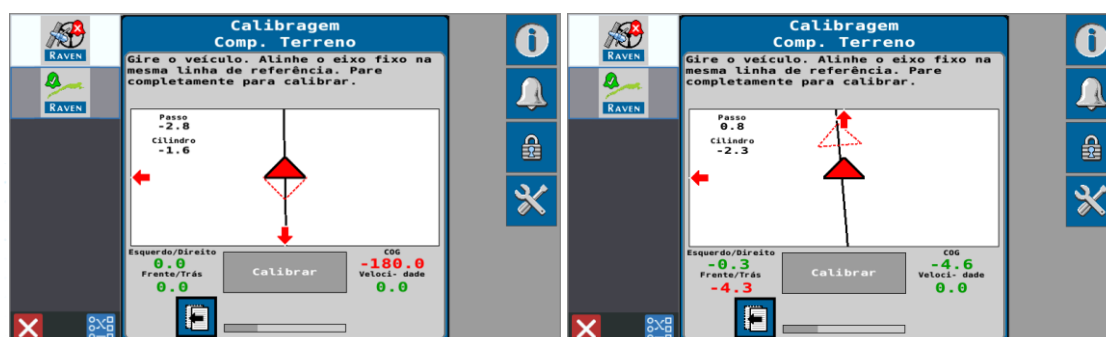 RAVEN
RAVEN
Calibragem
Comp. Terreno
Gire o veículo. Alinhe o eixo fixo na
mesma linha de referência. Pare
completamente para calibrar.
Passo
-2.8
Cilindro
-1.6
Esquerdo/Direito
0.0
Frente/Trás
0.0
Calibrar
COG
-180.0
Veloci- dade
0.0
RAVEN
RAVEN
Calibragem
Comp. Terreno
Gire o veículo. Alinhe o eixo fixo na
mesma linha de referência. Pare
completamente para calibrar.
Passo
0.8
Cilindro
-2.3
Esquerdo/Direito
-0.3
Frente/Trás
-4.3
Calibrar
COG
-4.6
Veloci- dade
0.0